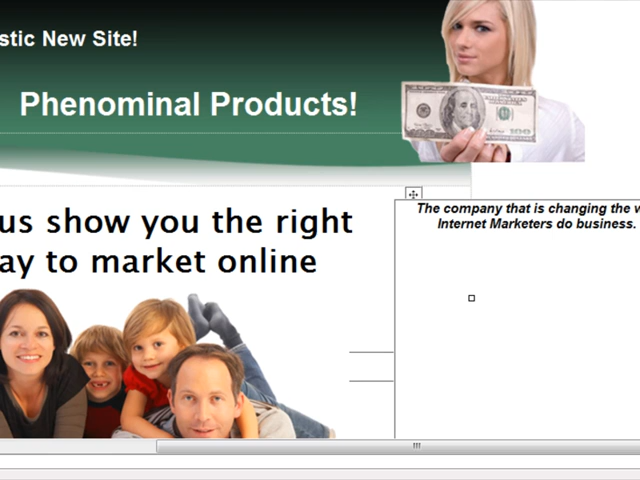 stic New Site!
Phenominal Products!
us show you the right
ay to market online
The company that is changing the w
Internet Marketers do business.
100